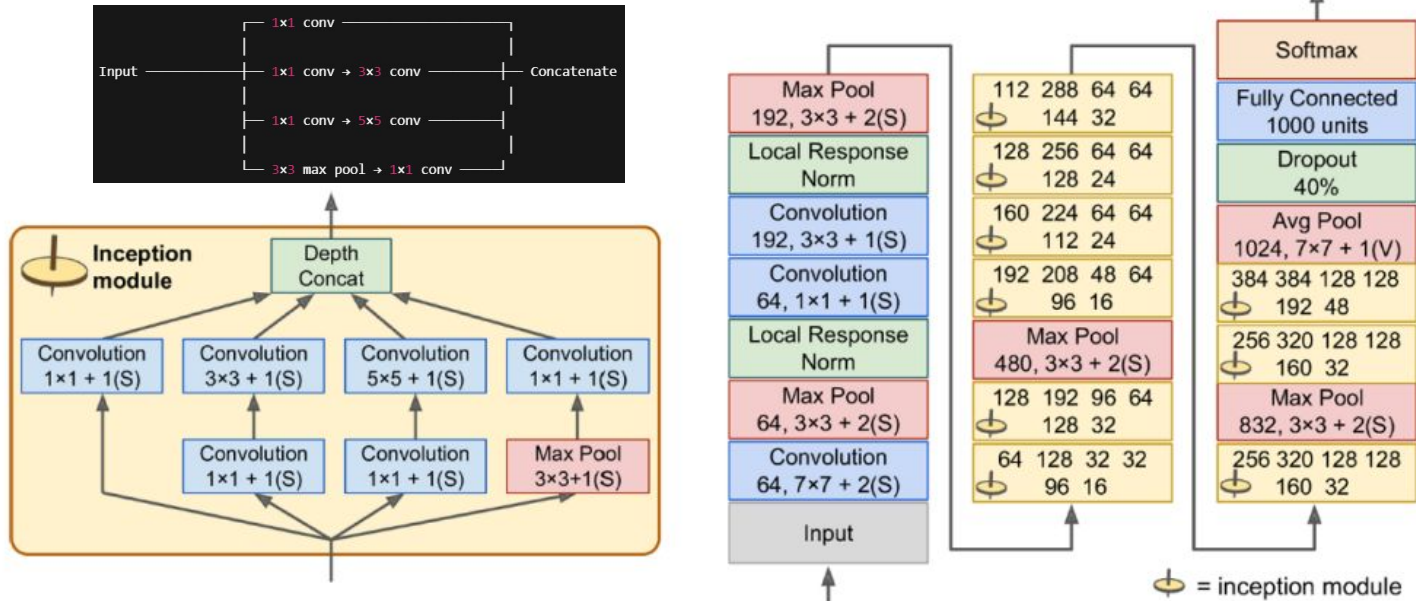 1×1 conv
Input
1×1 conv → 3×3 conv
Concatenate
1×1 conv → 5×5 conv
3×3 max pool → 1×1 conv
Inception
module
Depth
Concat
Convolution
1×1 + 1(S)
Convolution
3×3 + 1(S)
Convolution
5×5 + 1(S)
Convolution
1×1 + 1(S)
Convolution
1×1 + 1(S)
Convolution
1×1 + 1(S)
Max Pool
3×3+1(S)
Max Pool
192, 3×3 + 2(S)
Local Response
Norm
Convolution
192, 3×3 + 1(S)
Convolution
64, 1×1 + 1(S)
Local Response
Norm
Max Pool
64, 3×3 + 2(S)
Convolution
64, 7×7 + 2(S)
Input
112 288 64 64
144 32
128 256 64 64
128 24
160 224 64 64
112 24
192 208 48 64
96 16
Max Pool
480, 3×3 + 2(S)
128 192 96 64
128 32
64 128 32 32
96 16
Softmax
Fully Connected
1000 units
Dropout
40%
Avg Pool
1024, 7×7 + 1(V)
384 384 128 128
192 48
256 320 128 128
160 32
Max Pool
832, 3×3 + 2(S)
256 320 128 128
160 32
= inception module